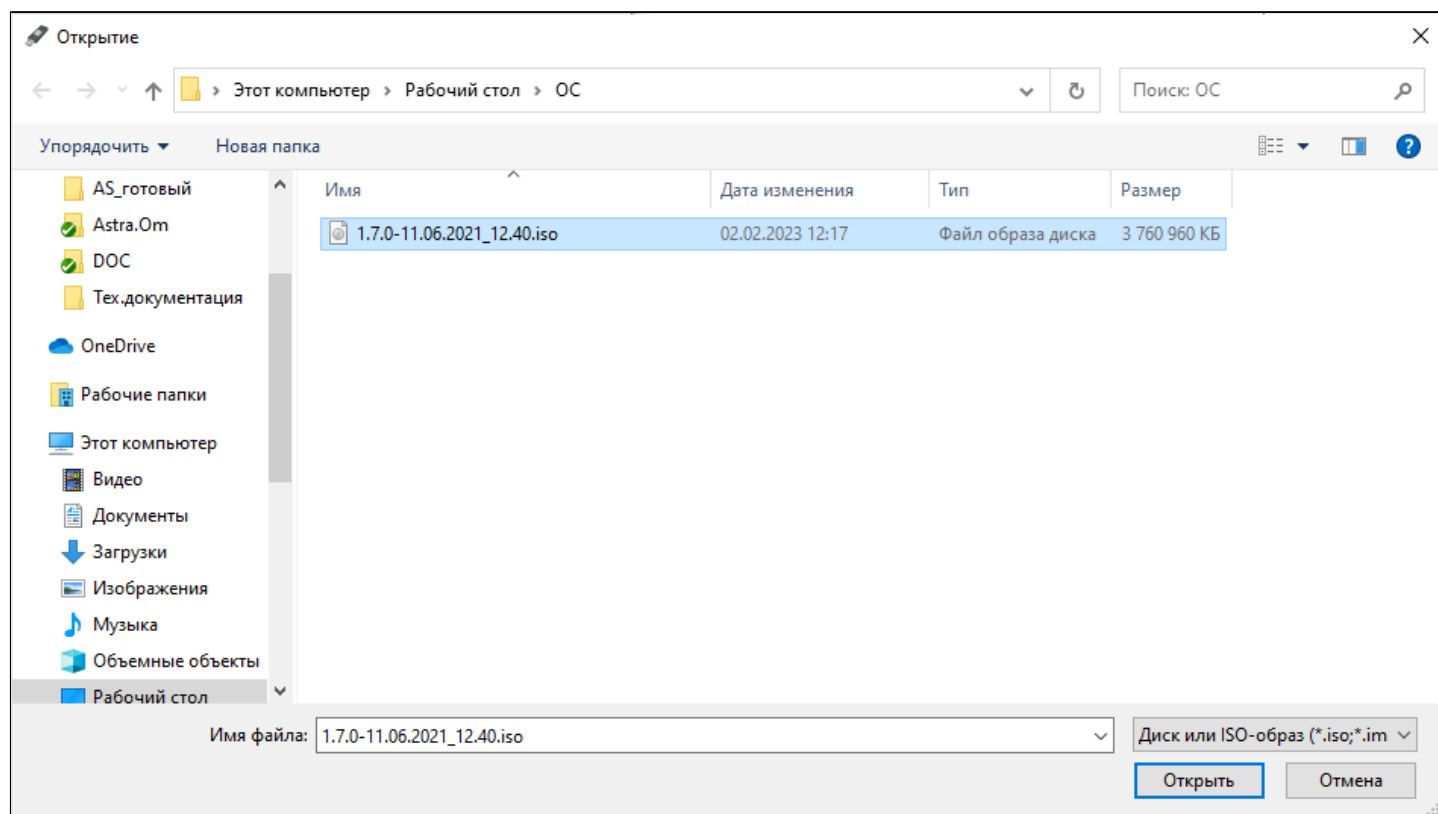 Открытие
Этот компьютер › Рабочий стол › ОС
Поиск: ОС
Упорядочить
Новая папка
AS_готовый
Astra.Om
DOC
Тех.документация
OneDrive
Рабочие папки
Этот компьютер
Видео
Документы
Загрузки
Изображения
Музыка
Объемные объекты
Рабочий стол
Имя Дата изменения Тип Размер
1.7.0-11.06.2021_12.40.iso 02.02.2023 12:17 Файл образа диска 3 760 960 КБ
Имя файла: 1.7.0-11.06.2021_12.40.iso
Диск или ISO-образ (*.iso;*.im
Открыть Отмена